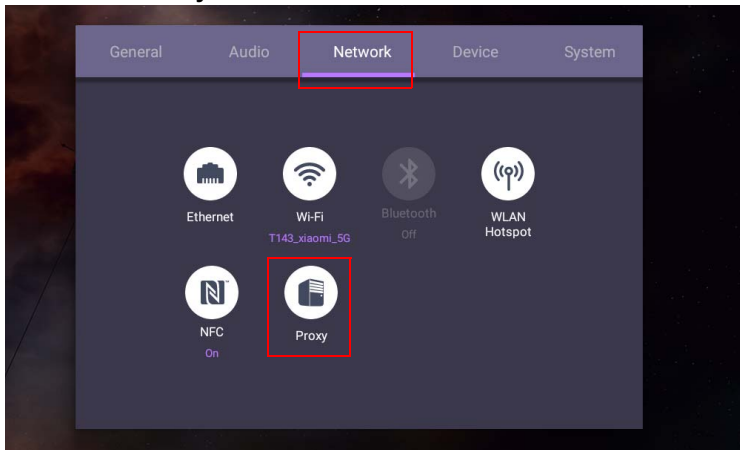 General Audio Network Device System
Ethernet Wi-Fi Bluetooth WLAN
Hotspot
T143_xiaomi_5G Off
NFC Proxy
On